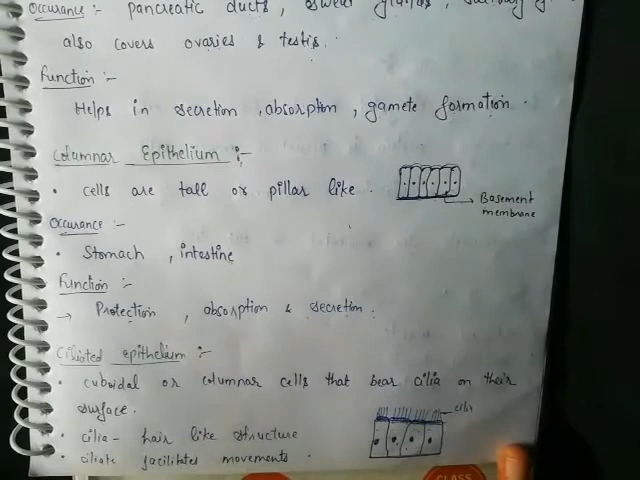 Occurance :- pancreatic ducts, sweat glands, salivary
also covers ovaries & testis.
Function :-
Helps in secretion, absorption, gamete formation.
Columnar Epithelium :-
• cells are tall or pillar like.
Basement
membrane
Occurance :-
• Stomach, intestine
Function :-
→ Protection, absorption & secretion.
Ciliated epithelium :-
• cuboidal or columnar cells that bear cilia on their
surface.
cilia
• cilia - hair like structure
• ciliate facilitates movements.
CLASS